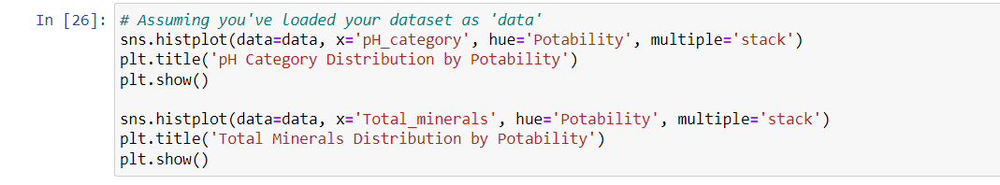 In [26]: # Assuming you've loaded your dataset as 'data'
sns.histplot(data=data, x='pH_category', hue='Potability', multiple='stack')
plt.title('pH Category Distribution by Potability')
plt.show()

sns.histplot(data=data, x='Total_minerals', hue='Potability', multiple='stack')
plt.title('Total Minerals Distribution by Potability')
plt.show()